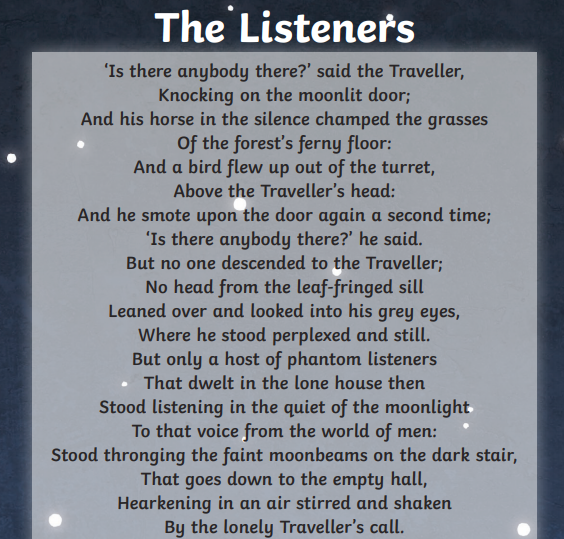 The Listeners
‘Is there anybody there?’ said the Traveller,
Knocking on the moonlit door;
And his horse in the silence champed the grasses
Of the forest’s ferny floor:
And a bird flew up out of the turret,
Above the Traveller’s head:
And he smote upon the door again a second time;
‘Is there anybody there?’ he said.
But no one descended to the Traveller;
No head from the leaf-fringed sill
Leaned over and looked into his grey eyes,
Where he stood perplexed and still.
But only a host of phantom listeners
That dwelt in the lone house then
Stood listening in the quiet of the moonlight
To that voice from the world of men:
Stood thronging the faint moonbeams on the dark stair,
That goes down to the empty hall,
Hearkening in an air stirred and shaken
By the lonely Traveller’s call.